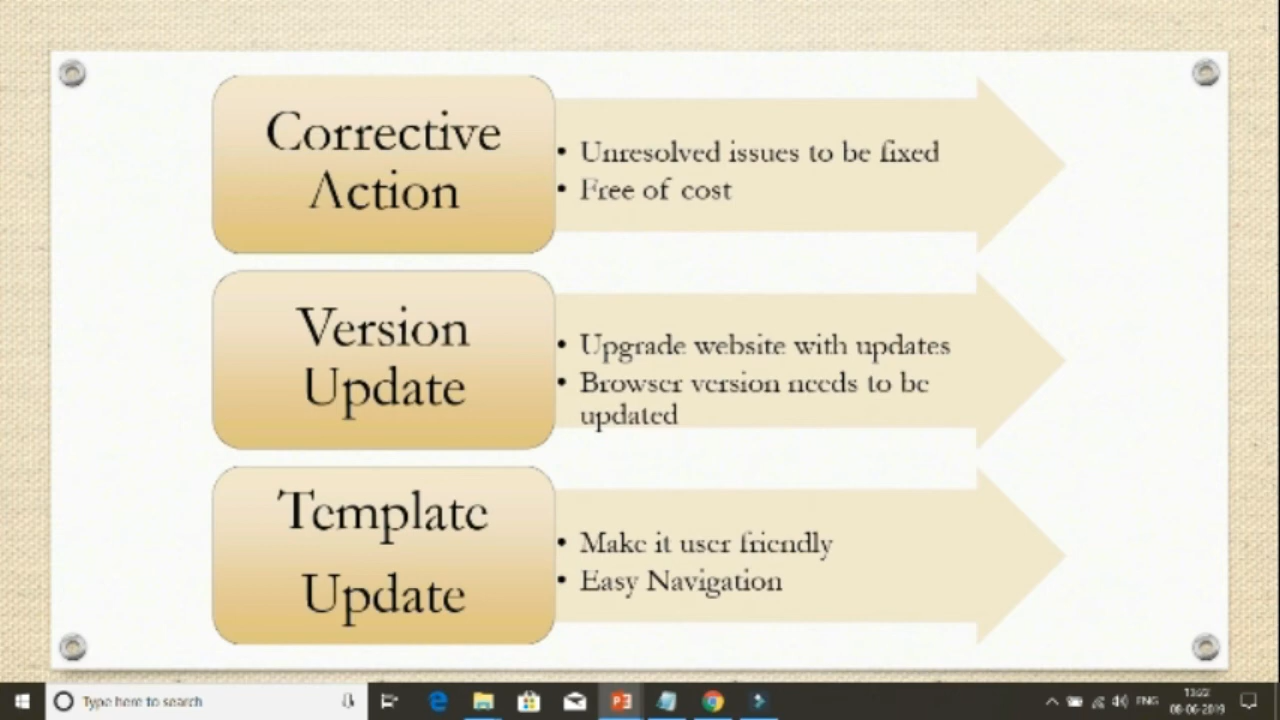 Corrective
Action
• Unresolved issues to be fixed
• Free of cost
Version
Update
• Upgrade website with updates
• Browser version needs to be
updated
Template
Update
• Make it user friendly
• Easy Navigation
Type here to search
ENG
13:22
08-06-2019